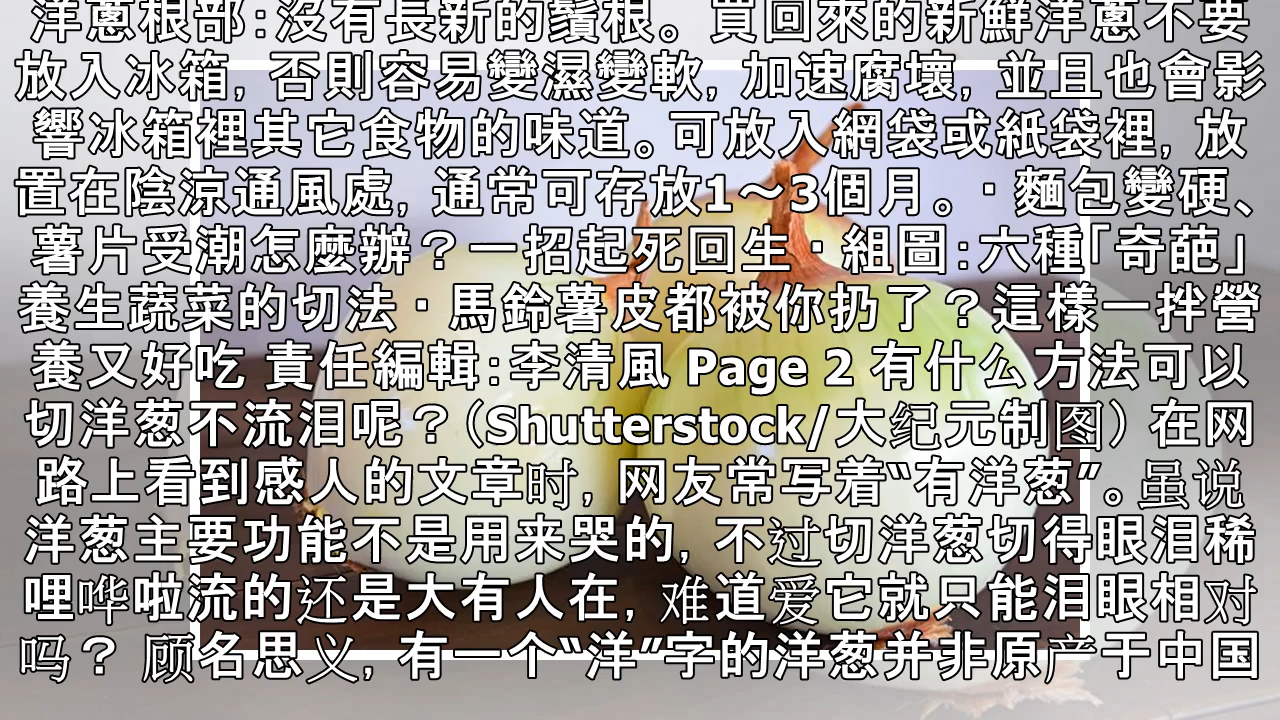 洋蔥根部：沒有長新的鬚根。買回來的新鮮洋蔥不要
放入冰箱，否則容易變濕變軟，加速腐壞，並且也會影
響冰箱裡其它食物的味道。可放入網袋或紙袋裡，放
置在陰涼通風處，通常可存放1～3個月。·麵包變硬、
薯片受潮怎麼辦？一招起死回生·組圖：六種「奇葩」
養生蔬菜的切法·馬鈴薯皮都被你扔了？這樣一拌營
養又好吃 責任編輯：李清風 Page 2 有什么方法可以
切洋葱不流泪呢？（Shutterstock/大纪元制图）在网
路上看到感人的文章时，网友常写着“有洋葱”。虽说
洋葱主要功能不是用来哭的，不过切洋葱切得眼泪稀
哩哗啦流的还是大有人在，难道爱它就只能泪眼相对
吗？ 顾名思义，有一个“洋”字的洋葱并非原产于中国